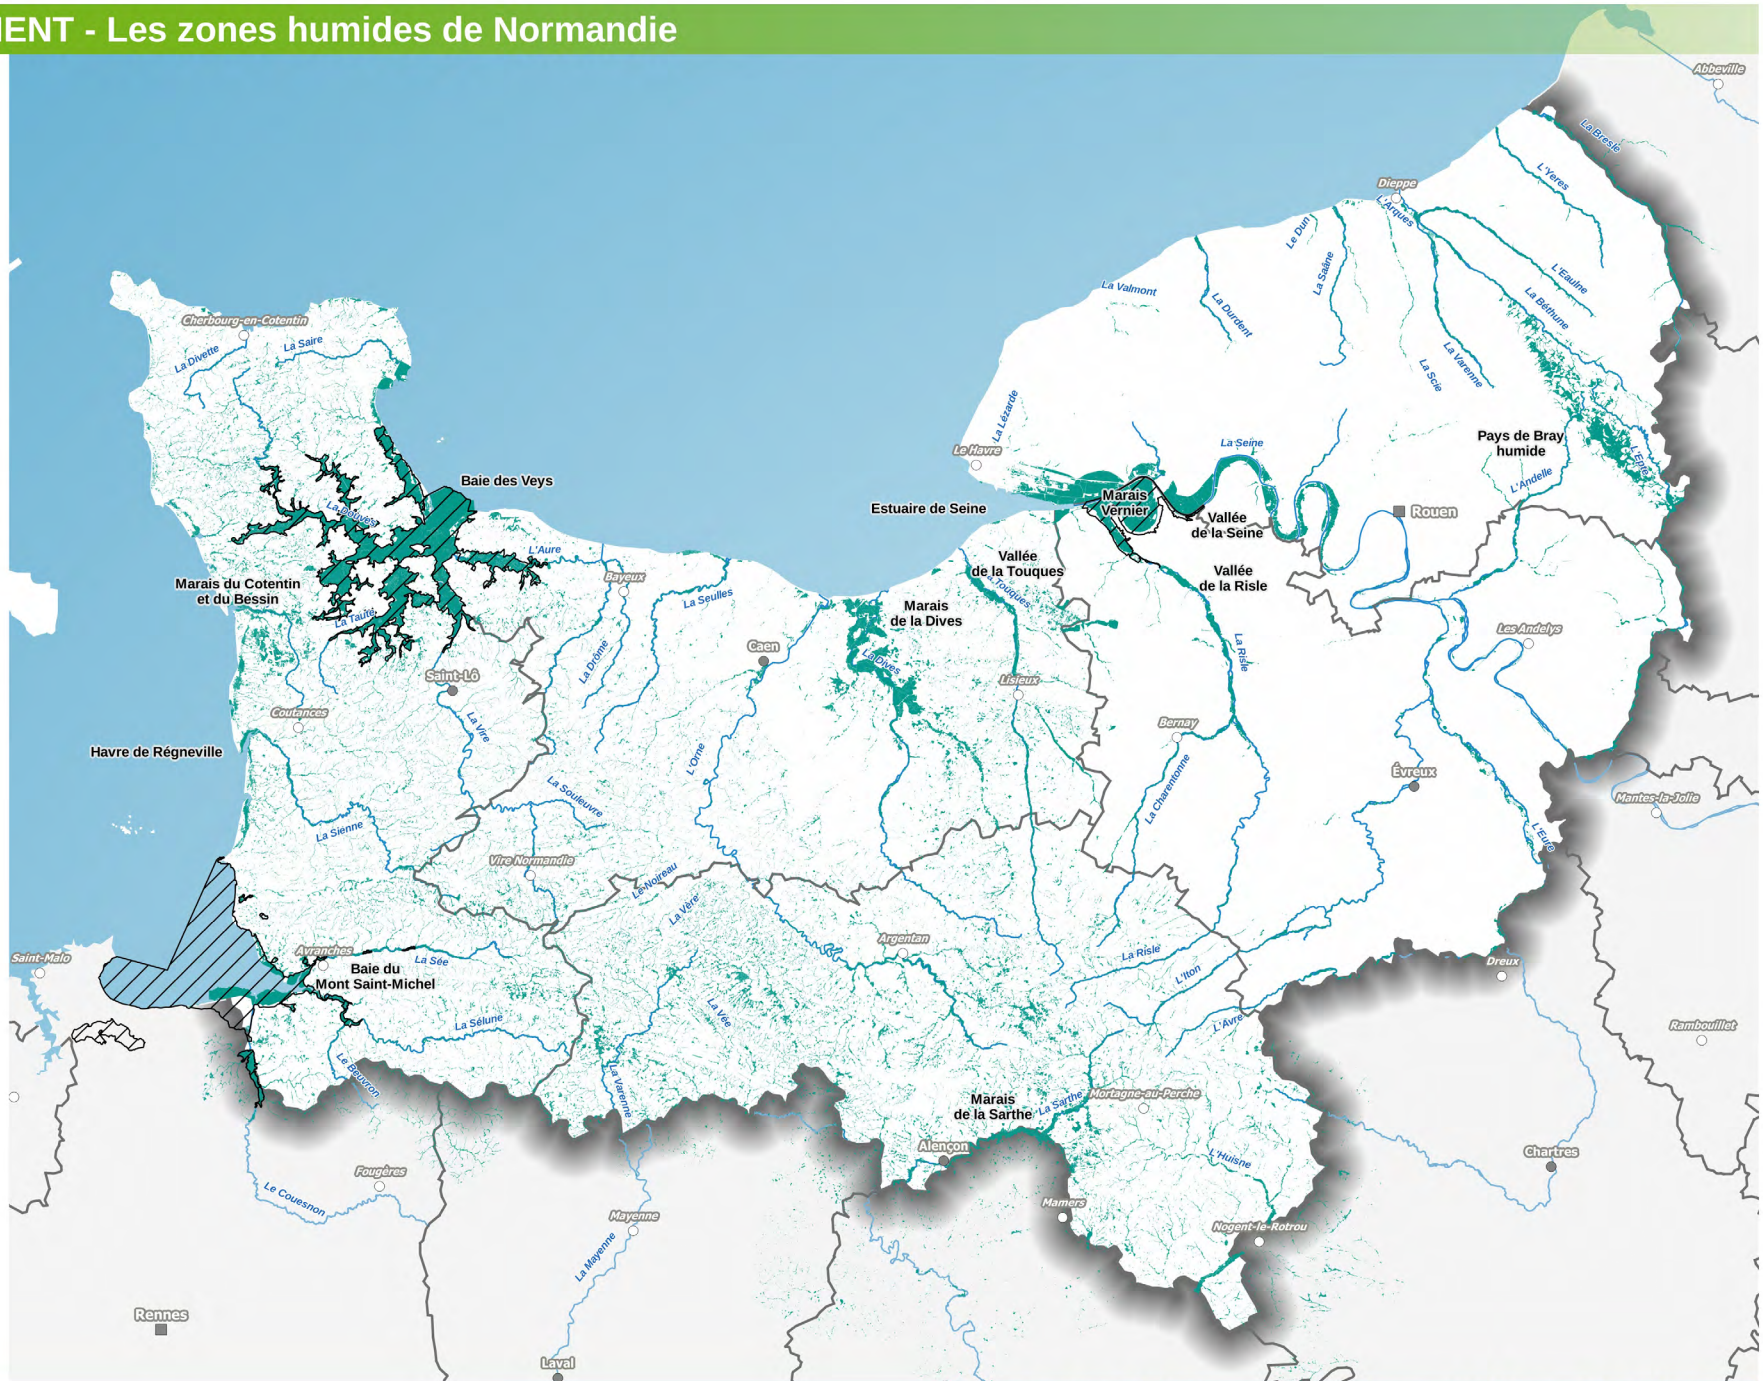 IENT - Les zones humides de Normandie
Abbeville
La Bresle
L'Yeres
Dieppe
L'Arques
Le Dun
La Saâne
L'Eaulne
La Béthune
La Valmont
La Durdent
Cherbourg-en-Cotentin
La Divette
La Saire
La Varenne
La Scie
La Lézarde
Le Havre
La Seine
Pays de Bray
humide
L'Epte
L'Andelle
Baie des Veys
La Douves
Estuaire de Seine
Marais
Vernier
Vallée
de la Seine
Rouen
L'Aure
Bayeux
Vallée
de la Touques
La Touques
Vallée
de la Risle
Marais du Cotentin
et du Bessin
La Taute
La Seulles
Marais
de la Dives
La Dives
La Drôme
Caen
La Risle
Les Andelys
Saint-Lô
Lisieux
Coutances
La Vire
Bernay
Havre de Régneville
L'Orne
La Charentonne
Évreux
Mantes-la-Jolie
La Souleuvre
La Sienne
L'Eure
Vire Normandie
Le Noireau
La Vère
Saint-Malo
Avranches
La Sée
Baie du
Mont Saint-Michel
Argentan
La Risle
L'Iton
Dreux
La Sélune
La Vée
L'Avre
Rambouillet
Le Beuvron
La Varenne
Marais
de la Sarthe
La Sarthe
Mortagne-au-Perche
Alençon
L'Huisne
Chartres
Fougères
Le Couesnon
Mayenne
Mamers
Nogent-le-Rotrou
La Mayenne
Rennes
Laval